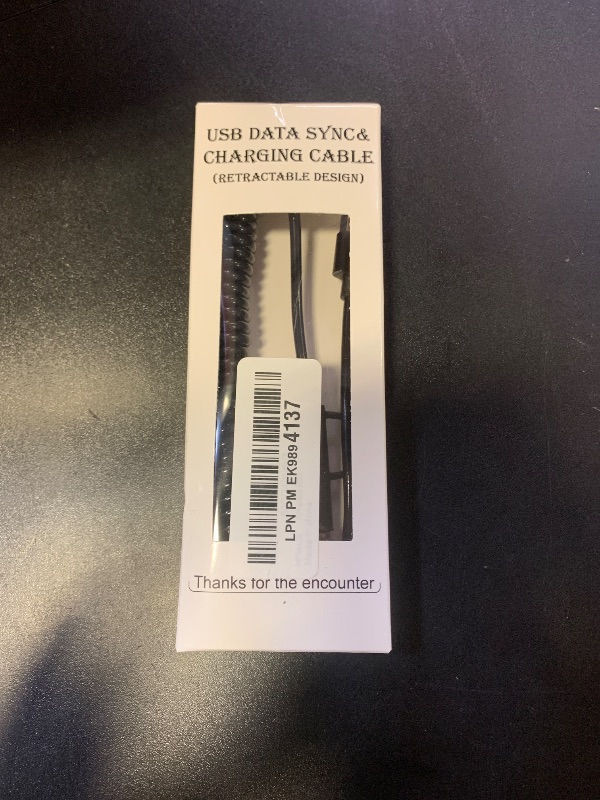 USB DATA SYNC&
CHARGING CABLE
(RETRACTABLE DESIGN)
LPN PM EK9894137
Thanks for the encounter